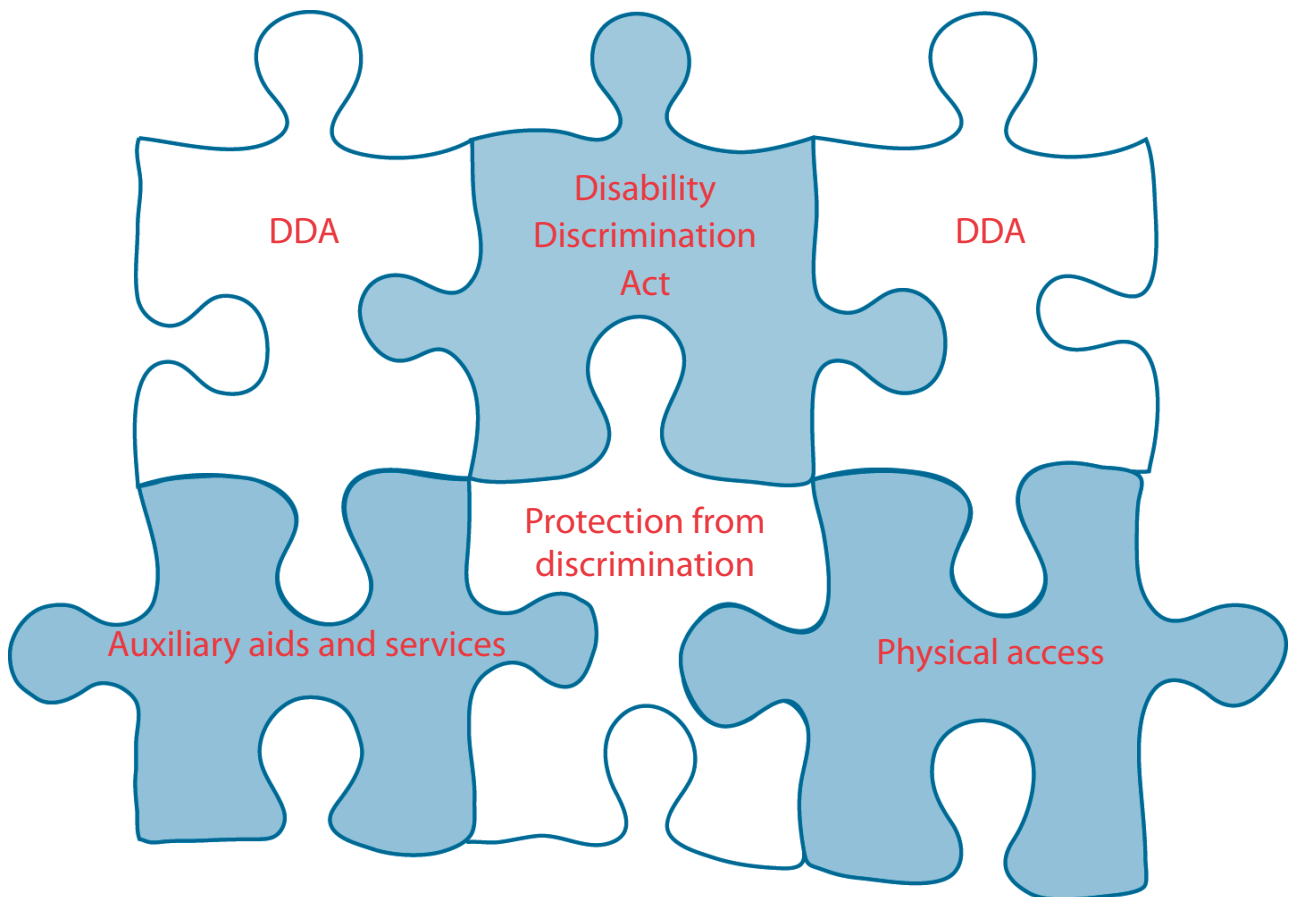 DDA
Disability
Discrimination
Act
DDA
Protection from
discrimination
Auxiliary aids and services
Physical access